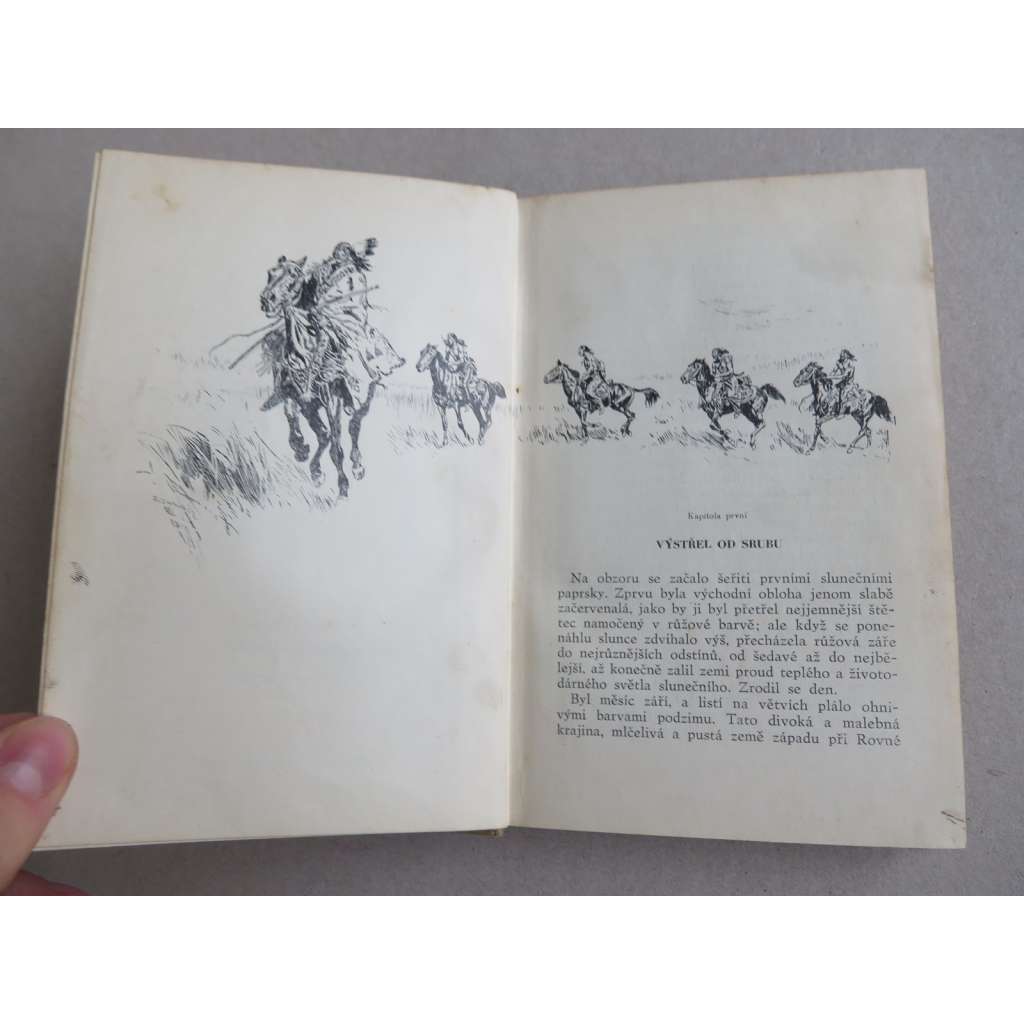 Kapitola první
VÝSTŘEL OD SRUBU
Na obzoru se začalo šeřiti prvními slunečními
paprsky. Zprvu byla východní obloha jenom slabě
začervenalá, jako by ji byl přetřel nejjemnější ště-
tec namočený v růžové barvě; ale když se pone-
náhlu slunce zdvihalo výš, přecházela růžová záře
do nejrůznějších odstínů, od šedavé až do nejbě-
lejší, až konečně zalil zemi proud teplého a životo-
dárného světla slunečního. Zrodil se den.
Byl měsíc září, a listí na větvích plálo ohni-
vými barvami podzimu. Tato divoká a malebná
krajina, mlčelivá a pustá země západu při Rovné